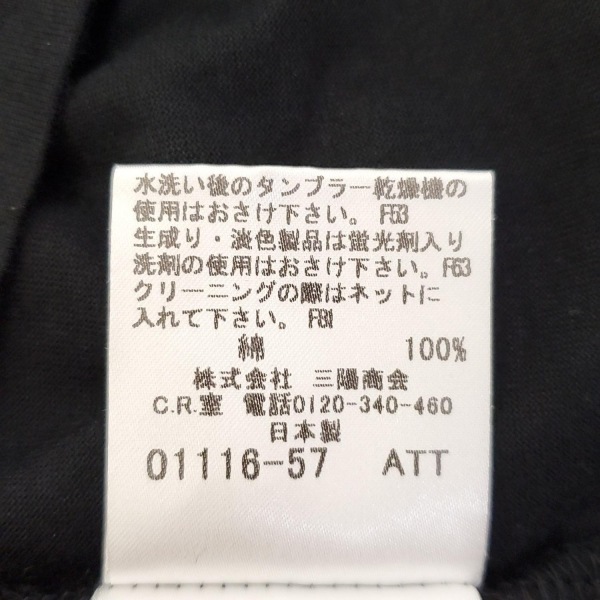 水洗い後のタンブラー乾燥機の
使用はおさけ下さい。 F53
生成り・淡色製品は蛍光剤入り
洗剤の使用はおさけ下さい。F63
クリーニングの際はネットに
入れて下さい。 F81
綿 100%
株式会社 三陽商会
C.R.室 電話0120-340-460
日本製
01116-57 ATT